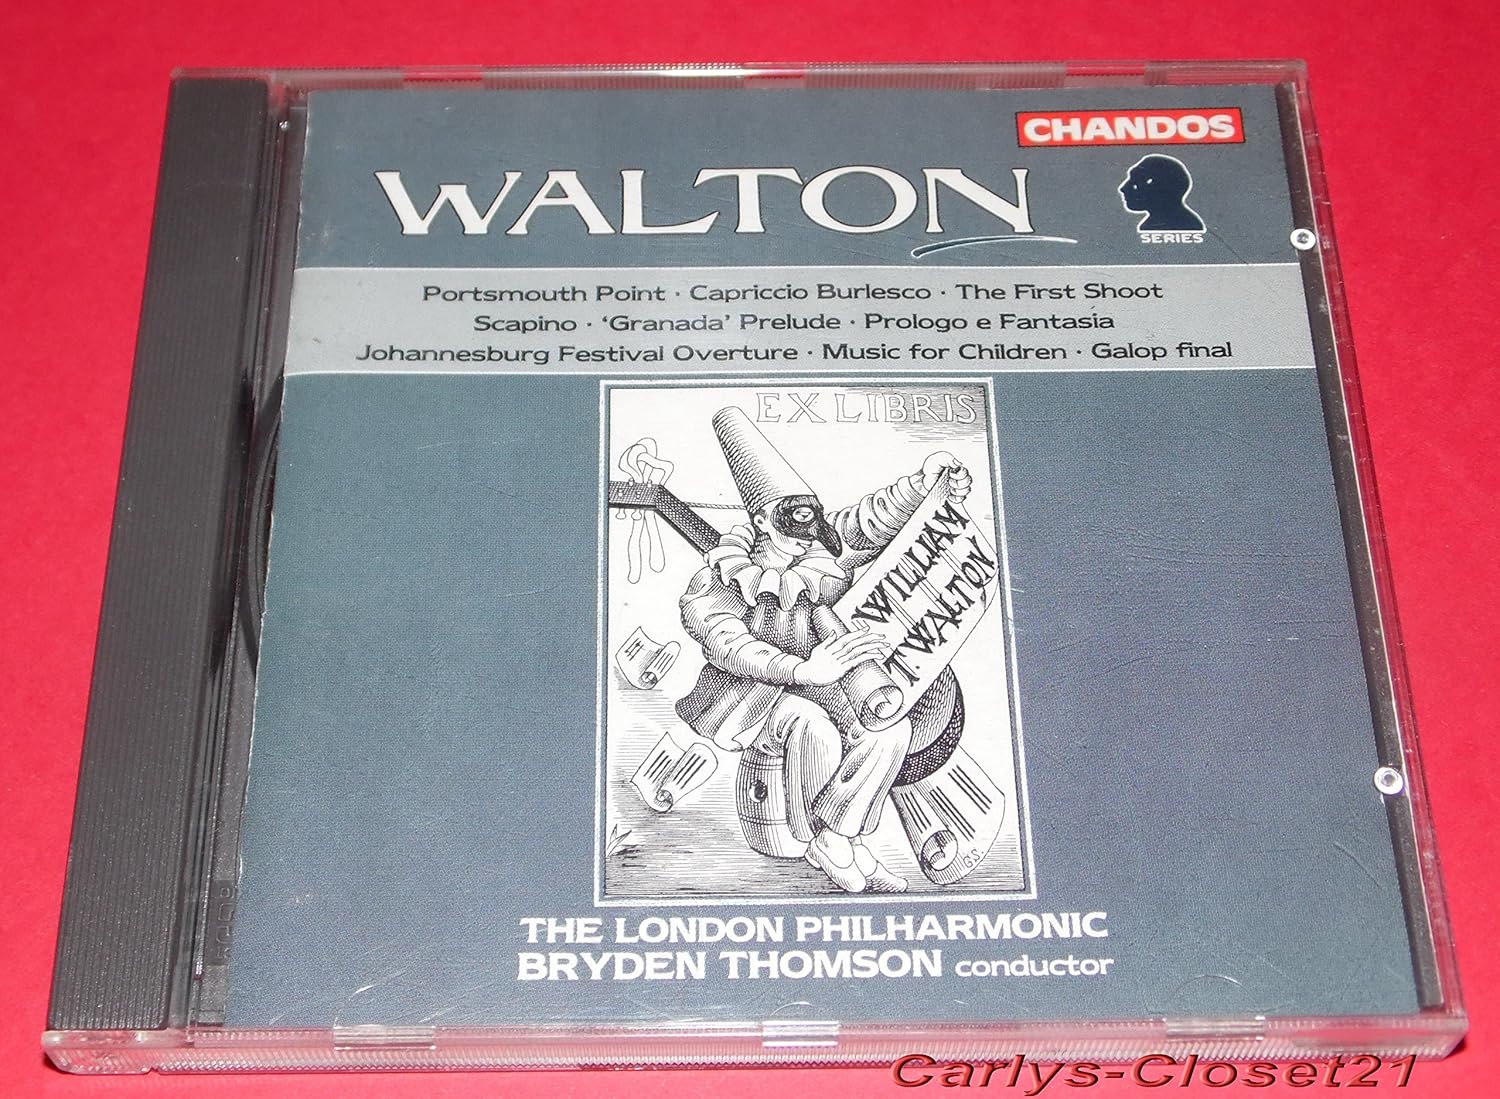 CHANDOS
WALTON
SERIES
Portsmouth Point · Capriccio Burlesco · The First Shoot
Scapino · ‘Granada’ Prelude · Prologo e Fantasia
Johannesburg Festival Overture · Music for Children · Galop final
EX LIBRIS
WILLIAM
T. WALTON
G.S.
THE LONDON PHILHARMONIC
BRYDEN THOMSON conductor
Carlys-Closet21